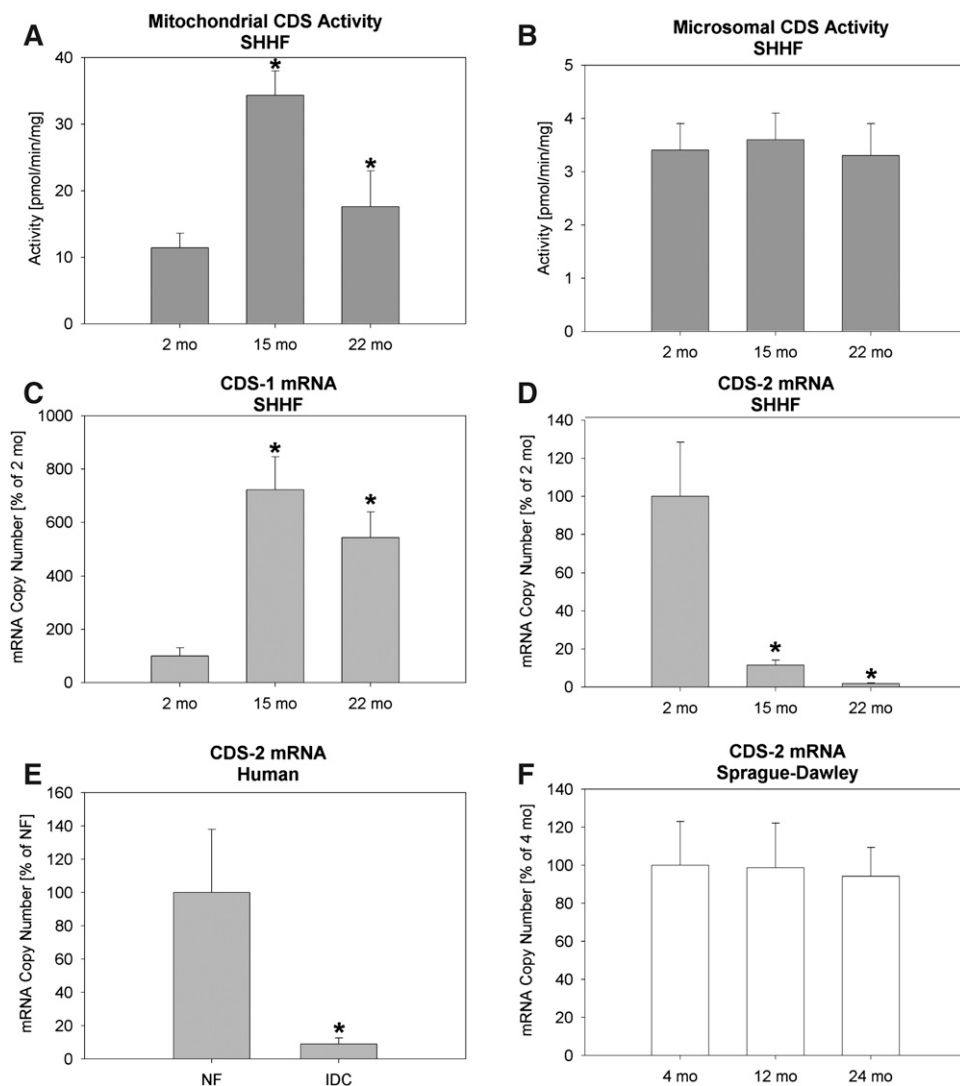 A
Mitochondrial CDS Activity
SHHF
Activity [pmol/min/mg]
40
30
20
10
0
*
*
2 mo 15 mo 22 mo
B
Microsomal CDS Activity
SHHF
Activity [pmol/min/mg]
5
4
3
2
1
0
2 mo 15 mo 22 mo
C
CDS-1 mRNA
SHHF
mRNA Copy Number [% of 2 mo]
1000
800
600
400
200
0
*
*
2 mo 15 mo 22 mo
D
CDS-2 mRNA
SHHF
mRNA Copy Number [% of 2 mo]
140
120
100
80
60
40
20
0
*
*
2 mo 15 mo 22 mo
E
CDS-2 mRNA
Human
mRNA Copy Number [% of NF]
160
140
120
100
80
60
40
20
0
*
NF IDC
F
CDS-2 mRNA
Sprague-Dawley
mRNA Copy Number [% of 4 mo]
140
120
100
80
60
40
20
0
4 mo 12 mo 24 mo